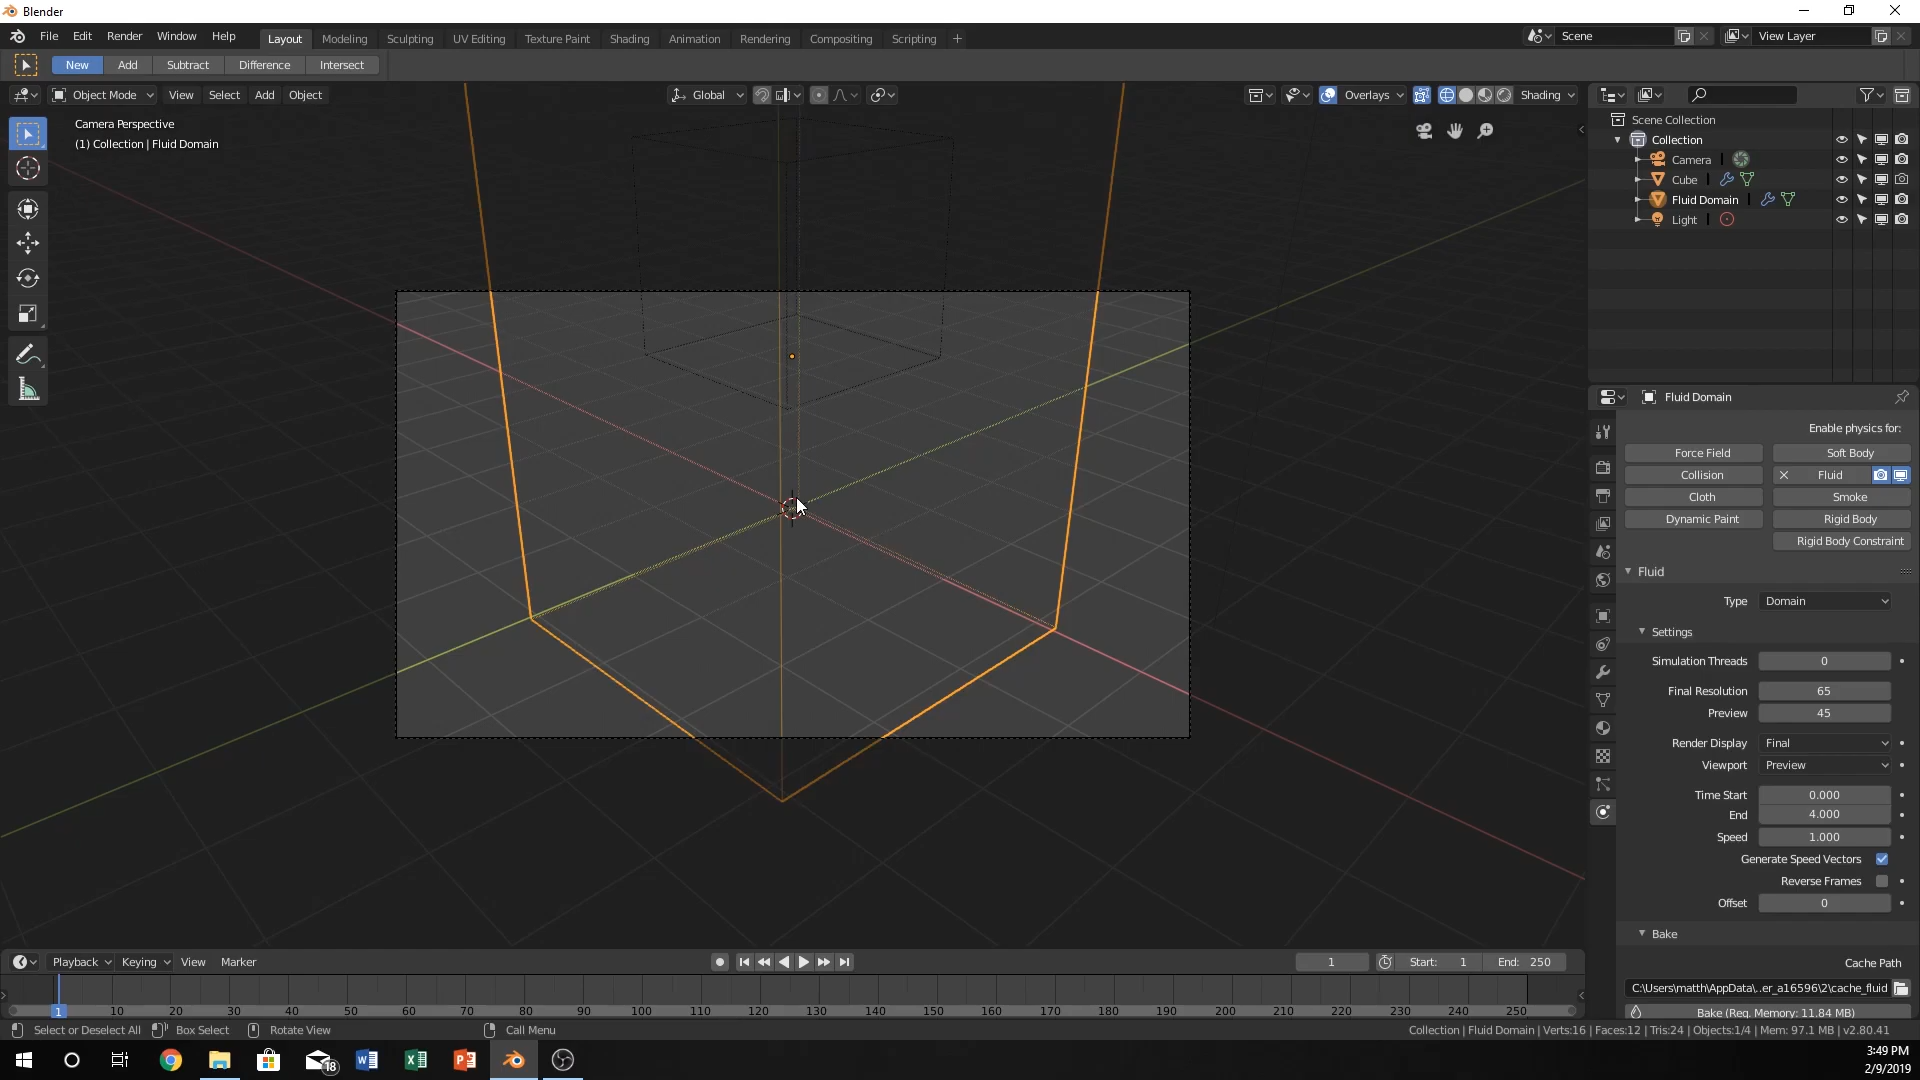 Blender
File Edit Render Window Help Layout Modeling Sculpting UV Editing Texture Paint Shading Animation Rendering Compositing Scripting + Scene View Layer
New Add Subtract Difference Intersect
Object Mode View Select Add Object Global Overlays Shading
Camera Perspective
(1) Collection | Fluid Domain
Scene Collection
Collection
Camera
Cube
Fluid Domain
Light
Fluid Domain
Enable physics for:
Force Field Soft Body
Collision Fluid
Cloth Smoke
Dynamic Paint Rigid Body
Rigid Body Constraint
Fluid
Type Domain
Settings
Simulation Threads 0
Final Resolution 65
Preview 45
Render Display Final
Viewport Preview
Time Start 0.000
End 4.000
Speed 1.000
Generate Speed Vectors
Reverse Frames
Offset 0
Bake
Cache Path
C:\Users\matth\AppData\..er_a16596\2\cache_fluid
Bake (Req. Memory: 11.84 MB)
Playback Keying View Marker 1 Start: 1 End: 250
1 10 20 30 40 50 60 70 80 90 100 110 120 130 140 150 160 170 180 190 200 210 220 230 240 250
Select or Deselect All Box Select Rotate View Call Menu Collection | Fluid Domain | Verts:16 | Faces:12 | Tris:24 | Objects:1/4 | Mem: 97.1 MB | v2.80.41
18
3:49 PM
2/9/2019